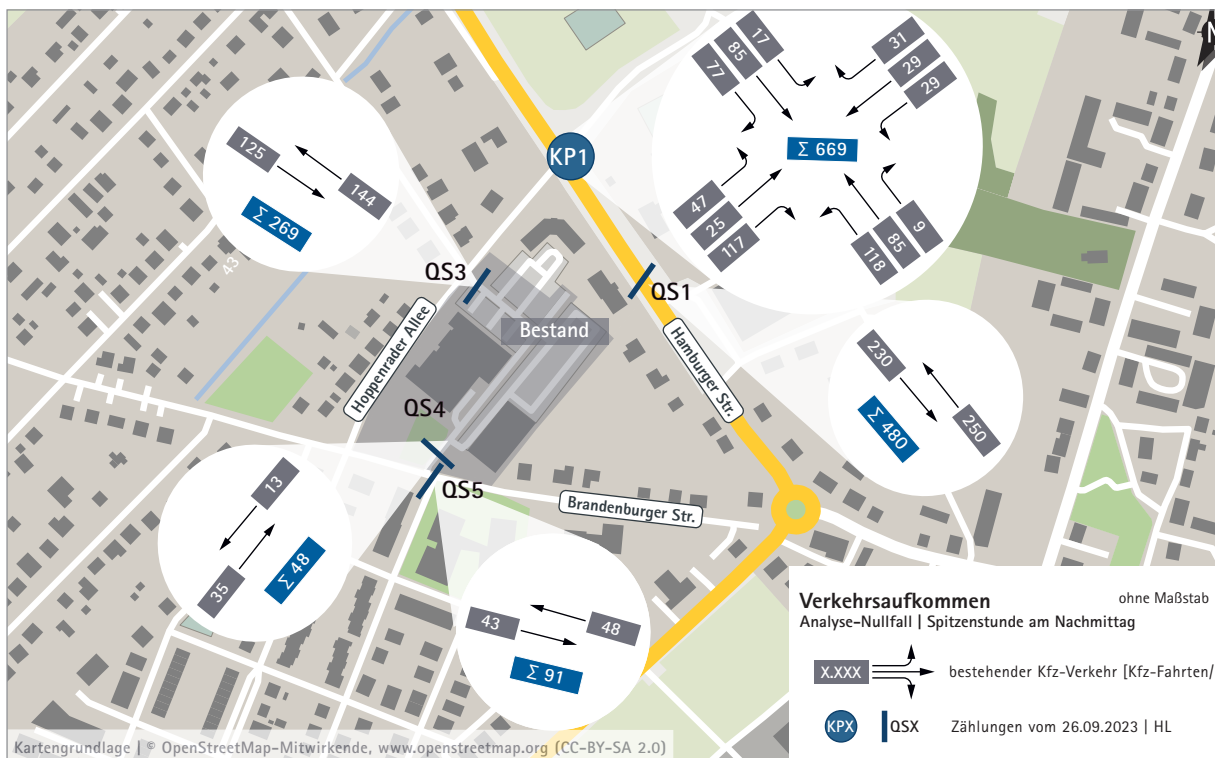 17
85
77
31
29
29
N
KP1
Σ 669
125
144
Σ 269
47
25
117
9
85
118
43
QS3
QS1
Bestand
Hoppenrader Allee
Hamburger Str.
230
250
Σ 480
QS4
QS5
Brandenburger Str.
13
35
Σ 48
43
48
Σ 91
Verkehrsaufkommen
ohne Maßstab
Analyse-Nullfall | Spitzenstunde am Nachmittag
X.XXX bestehender Kfz-Verkehr [Kfz-Fahrten/
KPX QSX Zählungen vom 26.09.2023 | HL
Kartengrundlage | © OpenStreetMap-Mitwirkende, www.openstreetmap.org (CC-BY-SA 2.0)